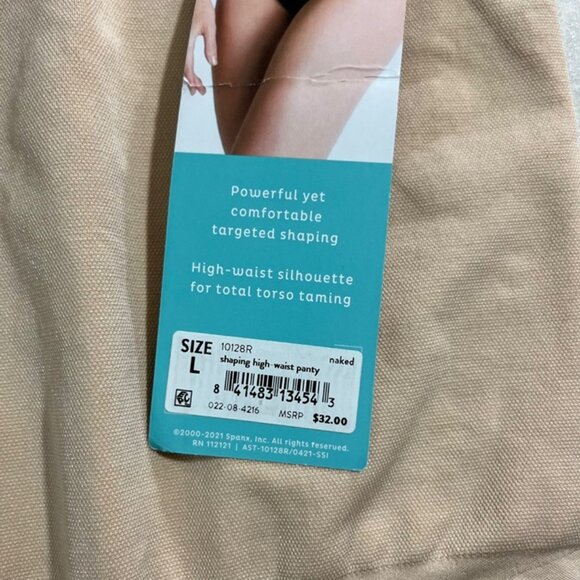 Powerful yet
comfortable
targeted shaping
High-waist silhouette
for total torso taming
SIZE
L
10128R
naked
shaping high-waist panty
8 41483 13454 3
022-08-4216
MSRP $32.00
©2000-2021 Spanx, Inc. All rights reserved.
RN 112121 | AST-10128R/0421-SSI